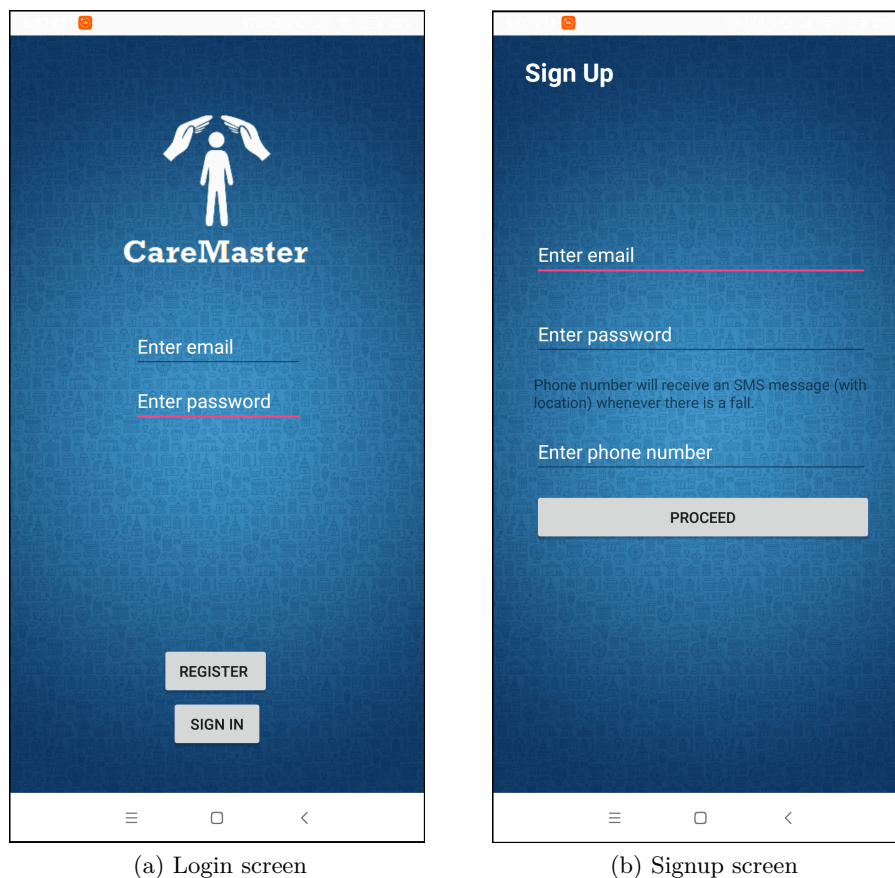 CareMaster
Enter email
Enter password
REGISTER
SIGN IN
(a) Login screen
Sign Up
Enter email
Enter password
Phone number will receive an SMS message (with
location) whenever there is a fall.
Enter phone number
PROCEED
(b) Signup screen